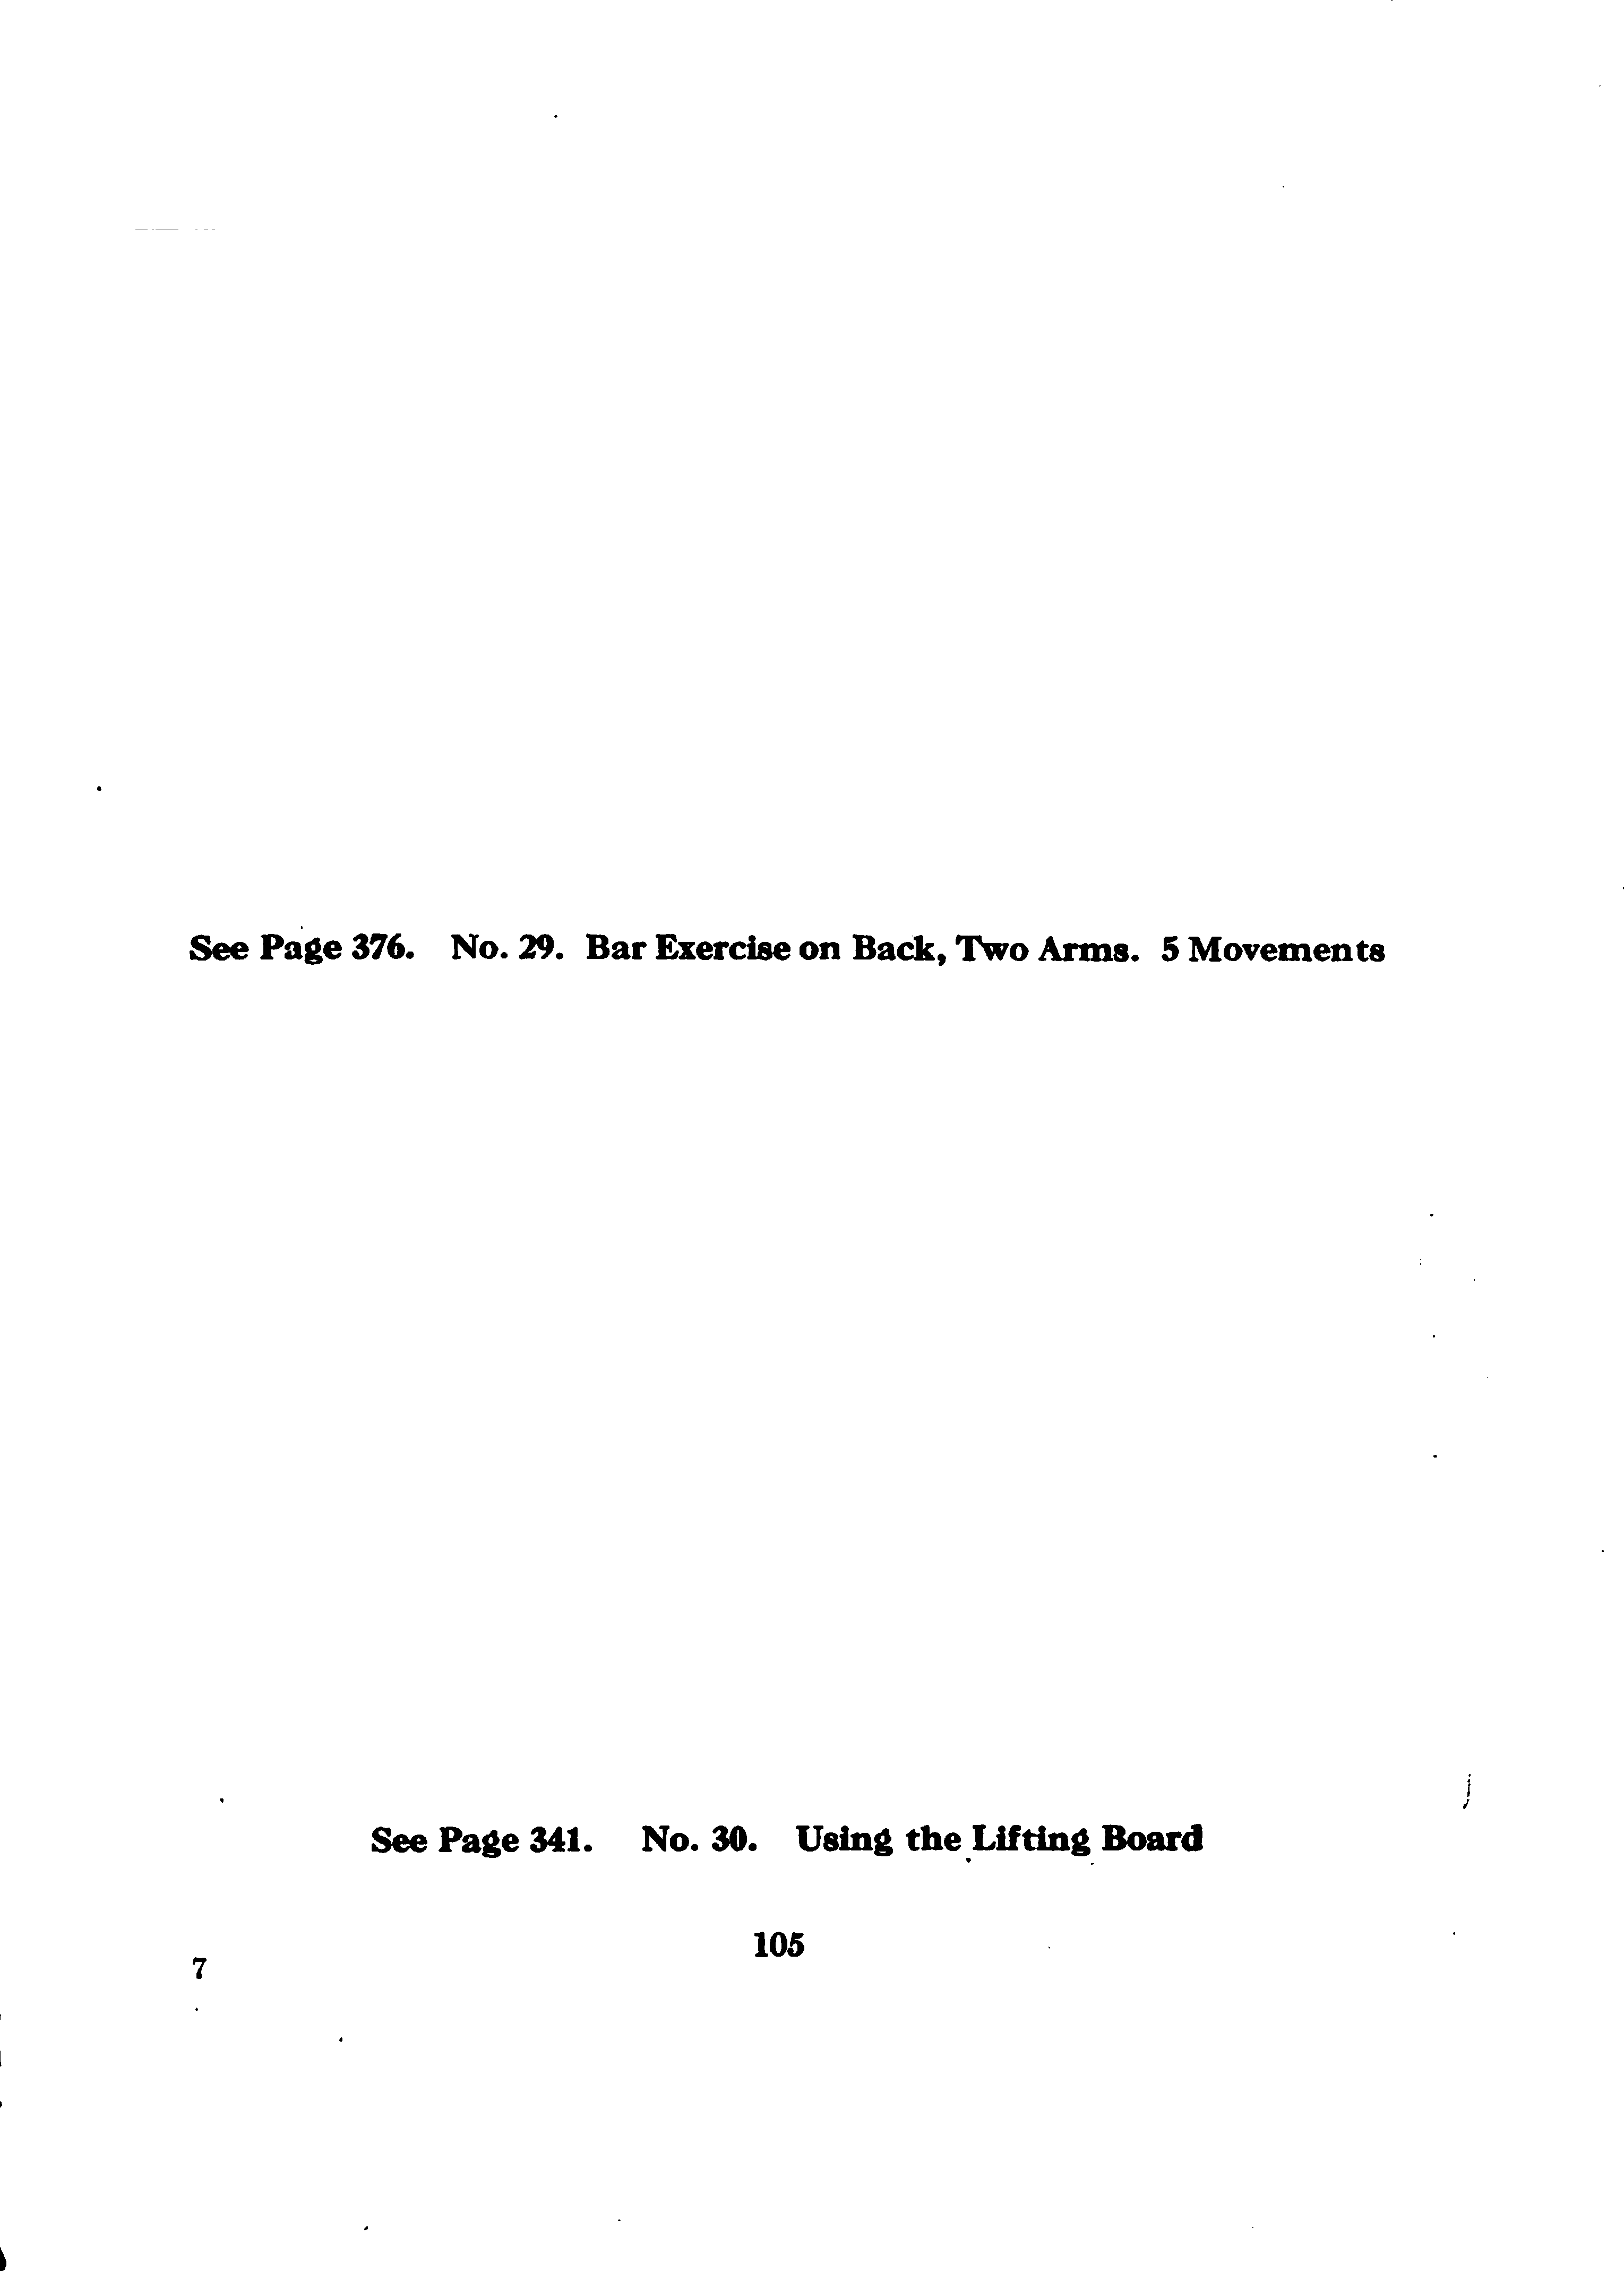 See Page 376. No. 29. Bar Exercise on Back, Two Arms. 5 Movements
See Page 341. No. 30. Using the Lifting Board
105
7